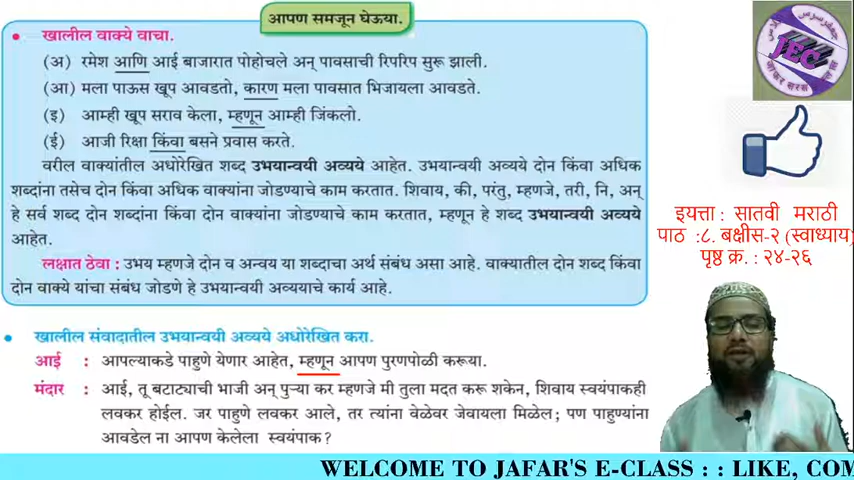 आपण समजून घेऊया.
• खालील वाक्ये वाचा.
(अ) रमेश आणि आई बाजारात पोहोचले अन् पावसाची रिपरिप सुरू झाली.
(आ) मला पाऊस खूप आवडतो, कारण मला पावसात भिजायला आवडते.
(इ) आम्ही खूप सराव केला, म्हणून आम्ही जिंकलो.
(ई) आजी रिक्षा किंवा बसने प्रवास करते.
वरील वाक्यांतील अधोरेखित शब्द उभयान्वयी अव्यये आहेत. उभयान्वयी अव्यये दोन किंवा अधिक
शब्दांना तसेच दोन किंवा अधिक वाक्यांना जोडण्याचे काम करतात. शिवाय, की, परंतु, म्हणजे, तरी, नि, अन्
हे सर्व शब्द दोन शब्दांना किंवा दोन वाक्यांना जोडण्याचे काम करतात, म्हणून हे शब्द उभयान्वयी अव्यये
आहेत.
लक्षात ठेवा : उभय म्हणजे दोन व अन्वय या शब्दाचा अर्थ संबंध असा आहे. वाक्यातील दोन शब्द किंवा
दोन वाक्ये यांचा संबंध जोडणे हे उभयान्वयी अव्ययाचे कार्य आहे.
• खालील संवादातील उभयान्वयी अव्यये अधोरेखित करा.
आई : आपल्याकडे पाहुणे येणार आहेत, म्हणून आपण पुरणपोळी करूया.
मंदार : आई, तू बटाट्याची भाजी अन् पुऱ्या कर म्हणजे मी तुला मदत करू शकेन, शिवाय स्वयंपाकही
लवकर होईल. जर पाहुणे लवकर आले, तर त्यांना वेळेवर जेवायला मिळेल; पण पाहुण्यांना
आवडेल ना आपण केलेला स्वयंपाक?
JEC
इयत्ता : सातवी मराठी
पाठ :८. बक्षीस-२ (स्वाध्याय)
पृष्ठ क्र. : २४-२६
WELCOME TO JAFAR'S E-CLASS : : LIKE, COM